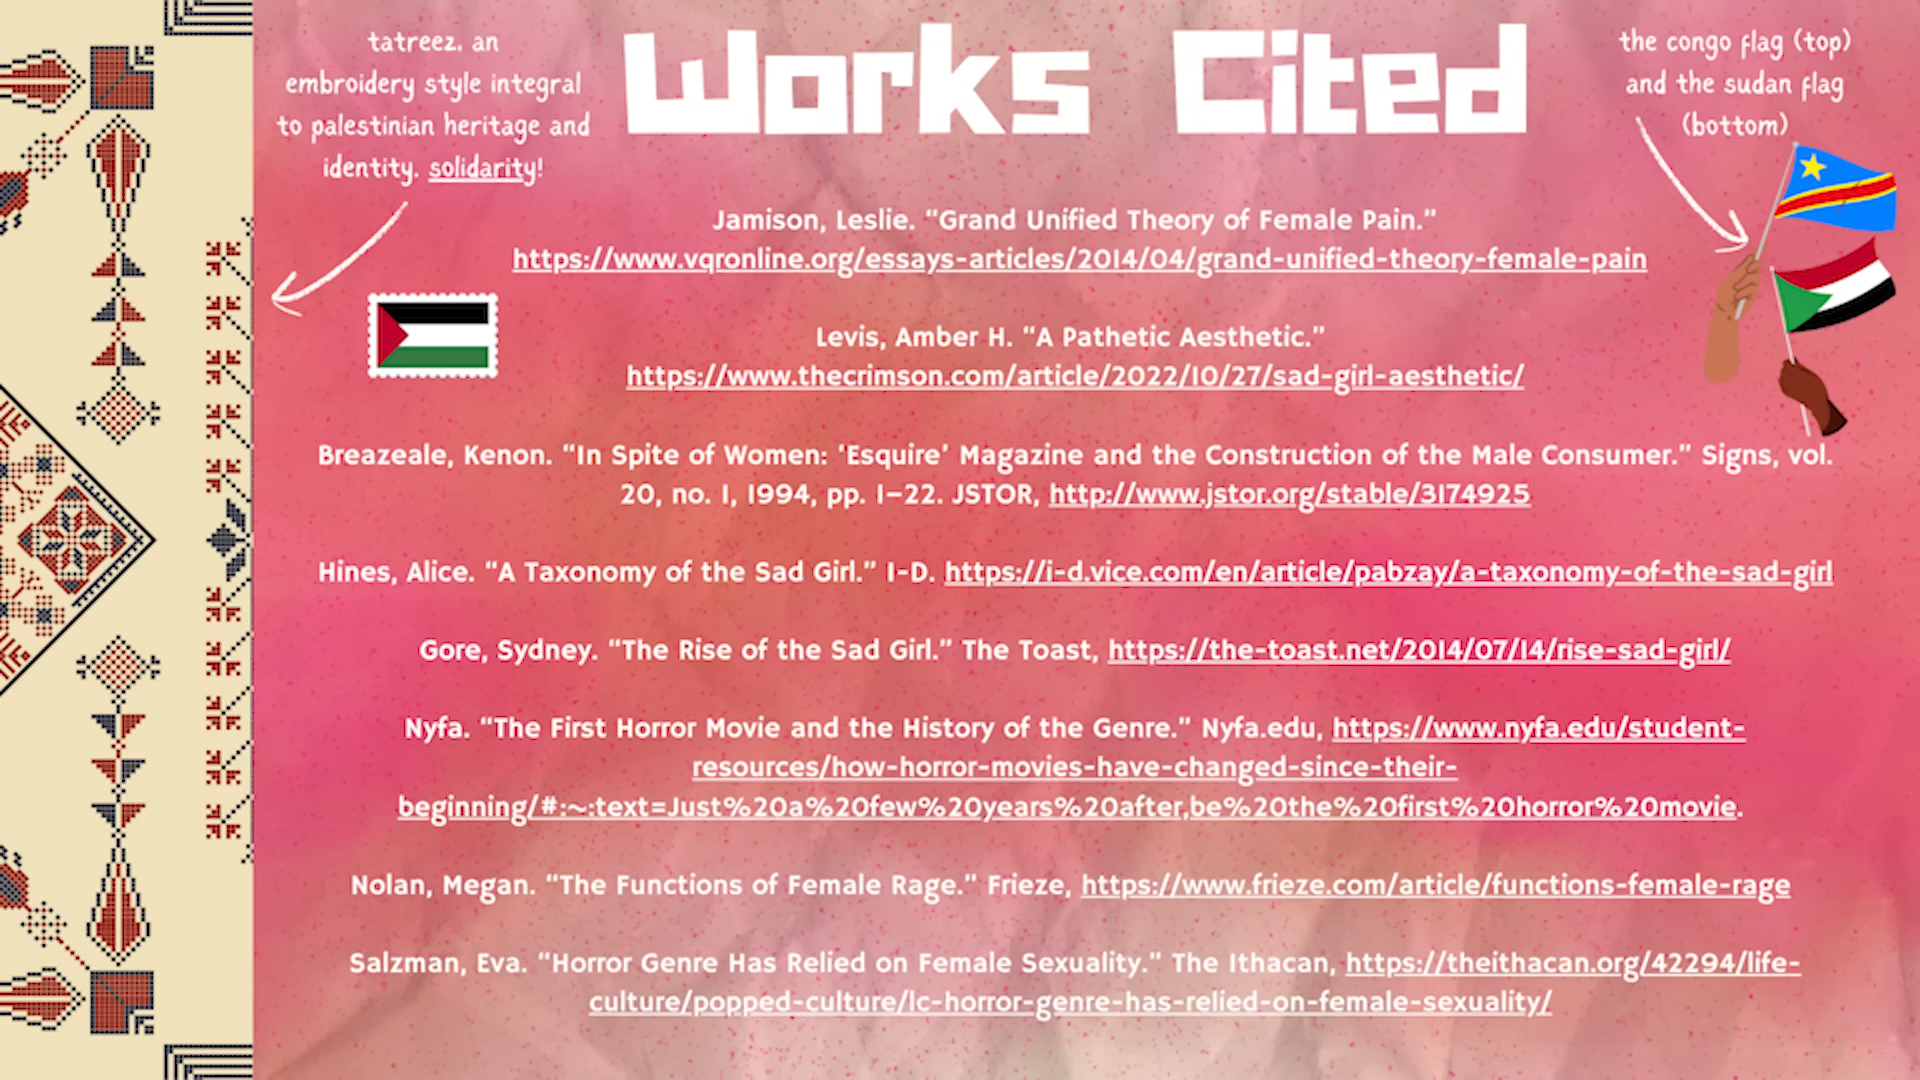 Works Cited
tatreez. an
embroidery style integral
to palestinian heritage and
identity. solidarity!
the congo flag (top)
and the sudan flag
(bottom)
Jamison, Leslie. “Grand Unified Theory of Female Pain.”
https://www.vqronline.org/essays-articles/2014/04/grand-unified-theory-female-pain
Levis, Amber H. “A Pathetic Aesthetic.”
https://www.thecrimson.com/article/2022/10/27/sad-girl-aesthetic/
Breazeale, Kenon. “In Spite of Women: ‘Esquire’ Magazine and the Construction of the Male Consumer.” Signs, vol.
20, no. 1, 1994, pp. 1–22. JSTOR, http://www.jstor.org/stable/3174925
Hines, Alice. “A Taxonomy of the Sad Girl.” I-D. https://i-d.vice.com/en/article/pabzay/a-taxonomy-of-the-sad-girl
Gore, Sydney. “The Rise of the Sad Girl.” The Toast, https://the-toast.net/2014/07/14/rise-sad-girl/
Nyfa. “The First Horror Movie and the History of the Genre.” Nyfa.edu, https://www.nyfa.edu/student-
resources/how-horror-movies-have-changed-since-their-
beginning/#:~:text=Just%20a%20few%20years%20after,be%20the%20first%20horror%20movie.
Nolan, Megan. “The Functions of Female Rage.” Frieze, https://www.frieze.com/article/functions-female-rage
Salzman, Eva. “Horror Genre Has Relied on Female Sexuality.” The Ithacan, https://theithacan.org/42294/life-
culture/popped-culture/lc-horror-genre-has-relied-on-female-sexuality/